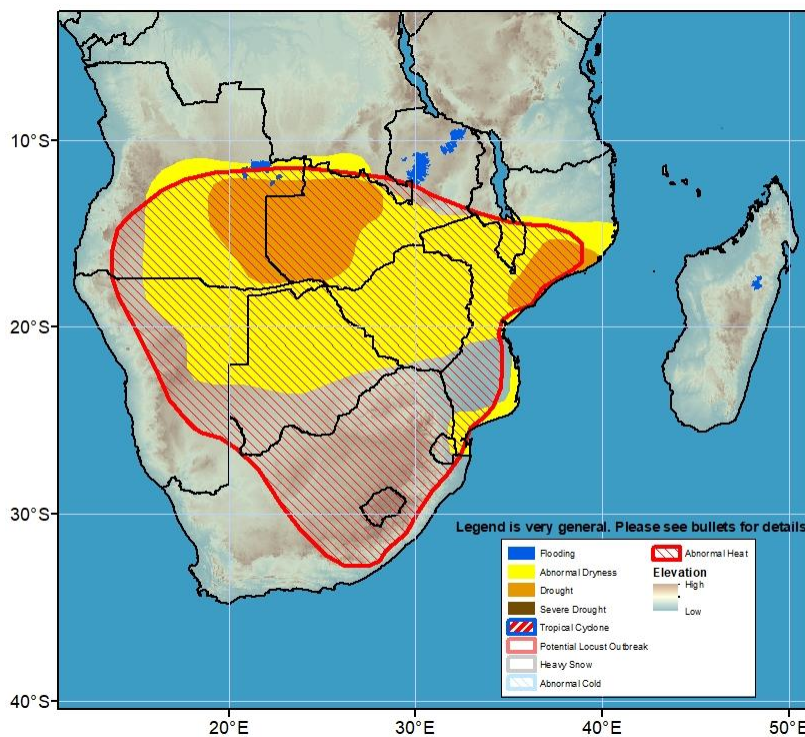 10°S
20°S
30°S
40°S
20°E
30°E
40°E
50°E
Legend is very general. Please see bullets for details
Flooding
Abnormal Dryness
Drought
Severe Drought
Tropical Cyclone
Potential Locust Outbreak
Heavy Snow
Abnormal Cold
Abnormal Heat
Elevation
High
Low